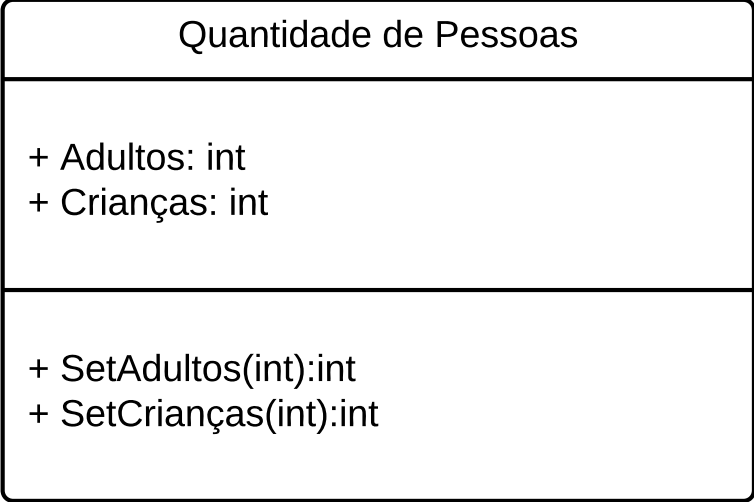 Quantidade de Pessoas
+ Adultos: int
+ Crianças: int
+ SetAdultos(int):int
+ SetCrianças(int):int